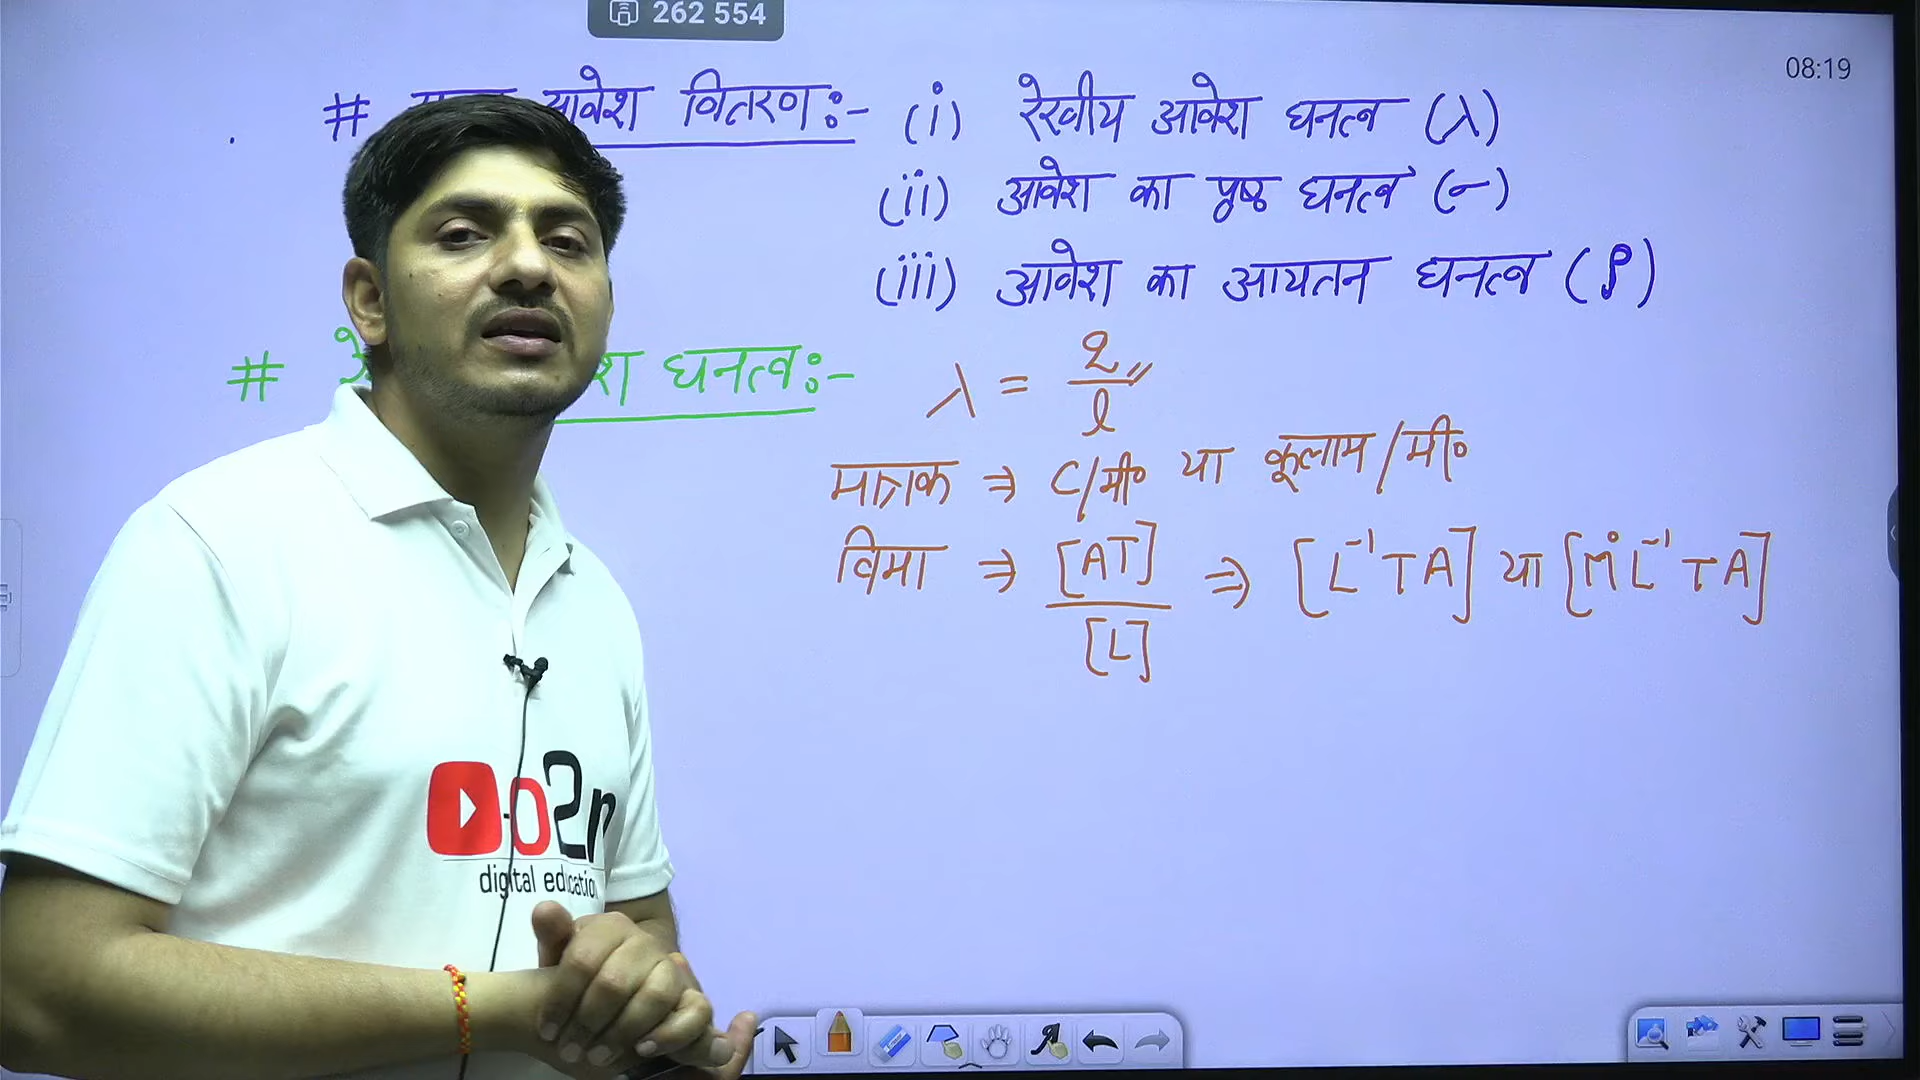 262 554
08:19
# आवेश वितरण:- (i) रेखीय आवेश घनत्व (λ)
(ii) आवेश का पृष्ठ घनत्व (σ)
(iii) आवेश का आयतन घनत्व (ρ)
# घनत्व:- λ = q/l
मात्रक ⇒ C/मी० या कूलाम/मी०
विमा ⇒ [AT]/[L] ⇒ [L⁻¹TA] या [M°L⁻¹TA]
o2n
digital education